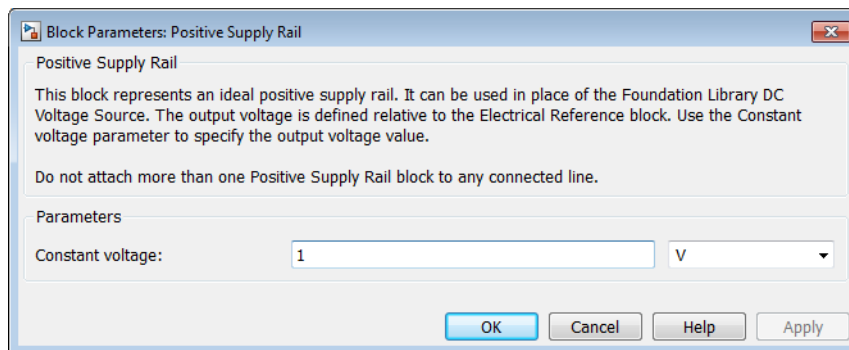 Block Parameters: Positive Supply Rail
Positive Supply Rail
This block represents an ideal positive supply rail. It can be used in place of the Foundation Library DC
Voltage Source. The output voltage is defined relative to the Electrical Reference block. Use the Constant
voltage parameter to specify the output voltage value.
Do not attach more than one Positive Supply Rail block to any connected line.
Parameters
Constant voltage: 1 V
OK Cancel Help Apply